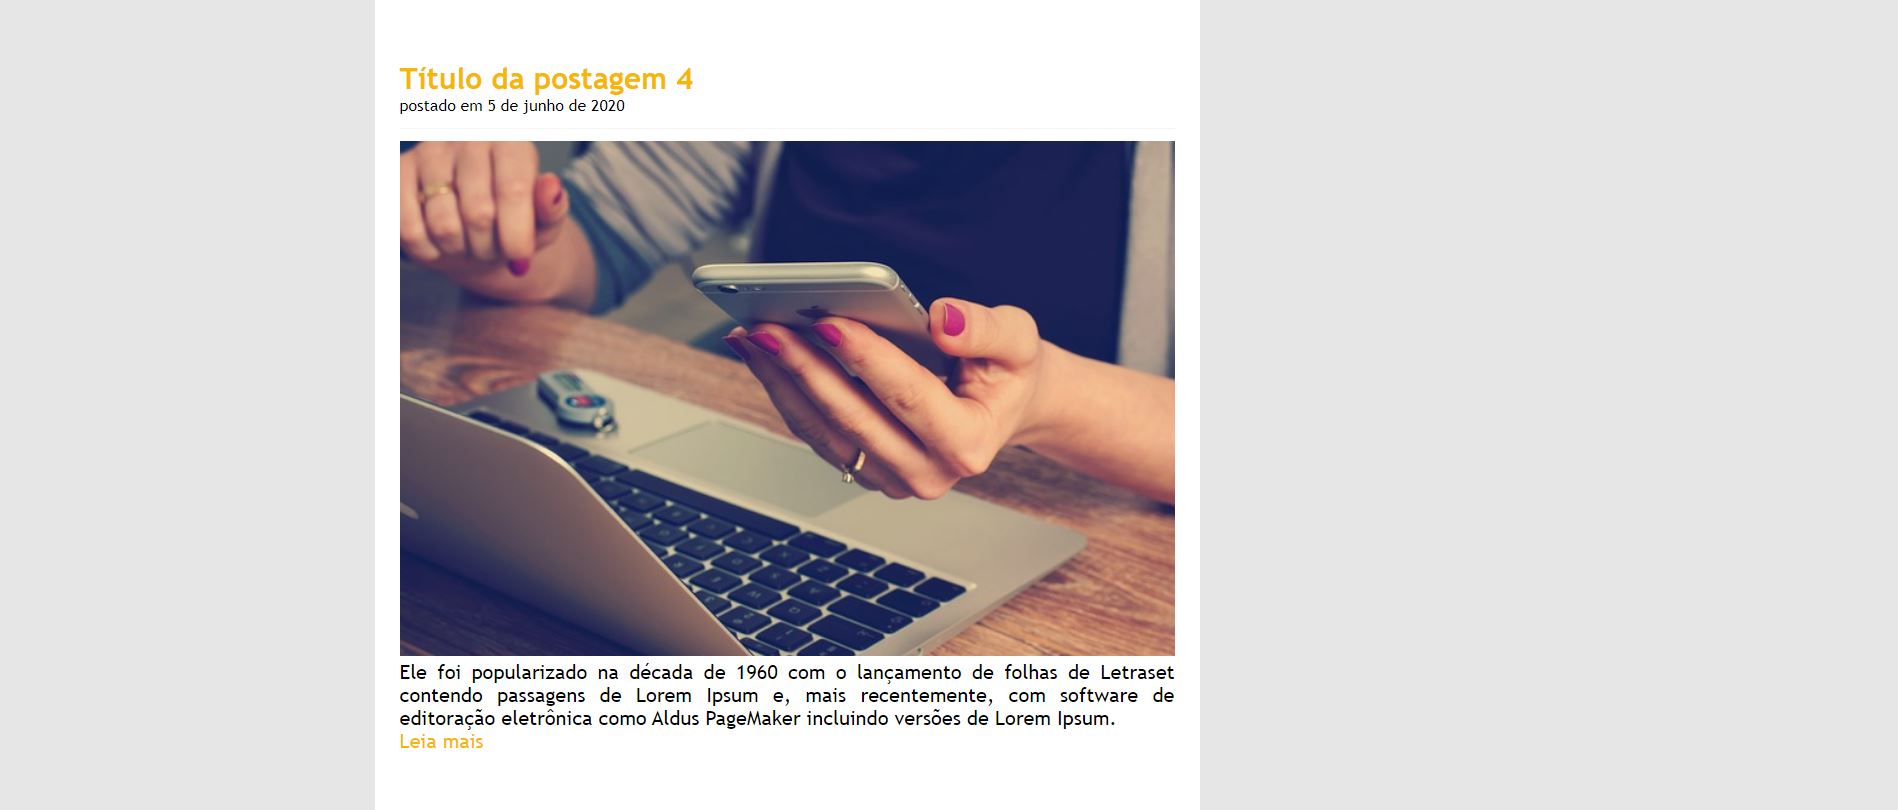 Título da postagem 4
postado em 5 de junho de 2020
Ele foi popularizado na década de 1960 com o lançamento de folhas de Letraset
contendo passagens de Lorem Ipsum e, mais recentemente, com software de
editoração eletrônica como Aldus PageMaker incluindo versões de Lorem Ipsum.
Leia mais